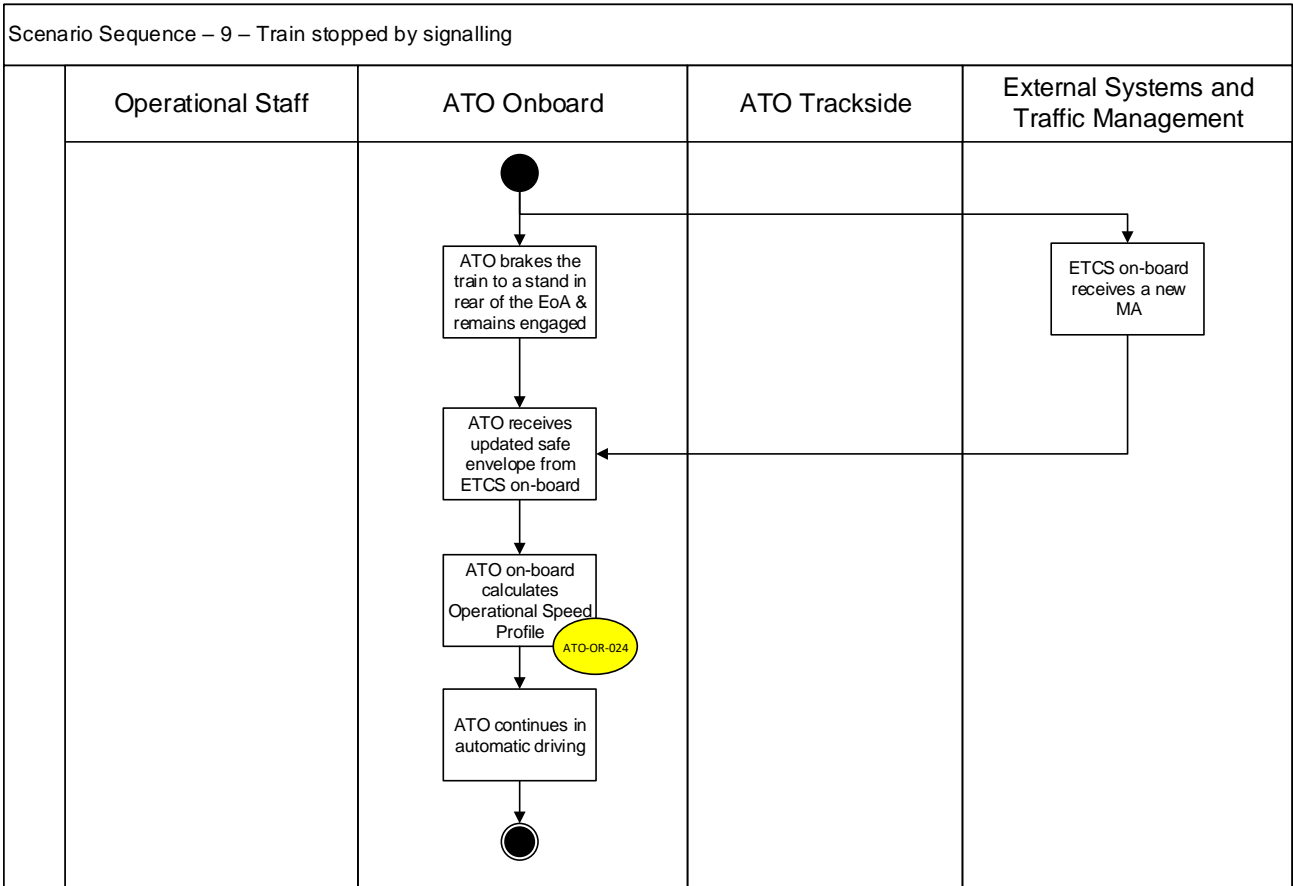 Scenario Sequence – 9 – Train stopped by signalling
Operational Staff
ATO Onboard
ATO Trackside
External Systems and
Traffic Management
ATO brakes the
train to a stand in
rear of the EoA &
remains engaged
ETCS on-board
receives a new
MA
ATO receives
updated safe
envelope from
ETCS on-board
ATO on-board
calculates
Operational Speed
Profile
ATO-OR-024
ATO continues in
automatic driving